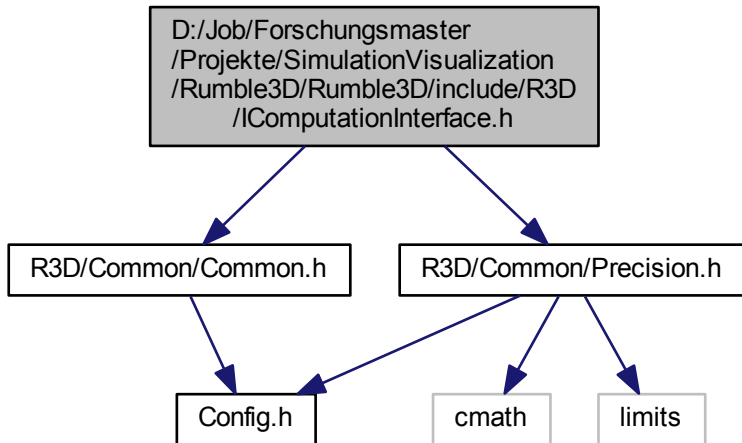 D:/Job/Forschungsmaster
/Projekte/SimulationVisualization
/Rumble3D/Rumble3D/include/R3D
/IComputationInterface.h
R3D/Common/Common.h
R3D/Common/Precision.h
Config.h
cmath
limits